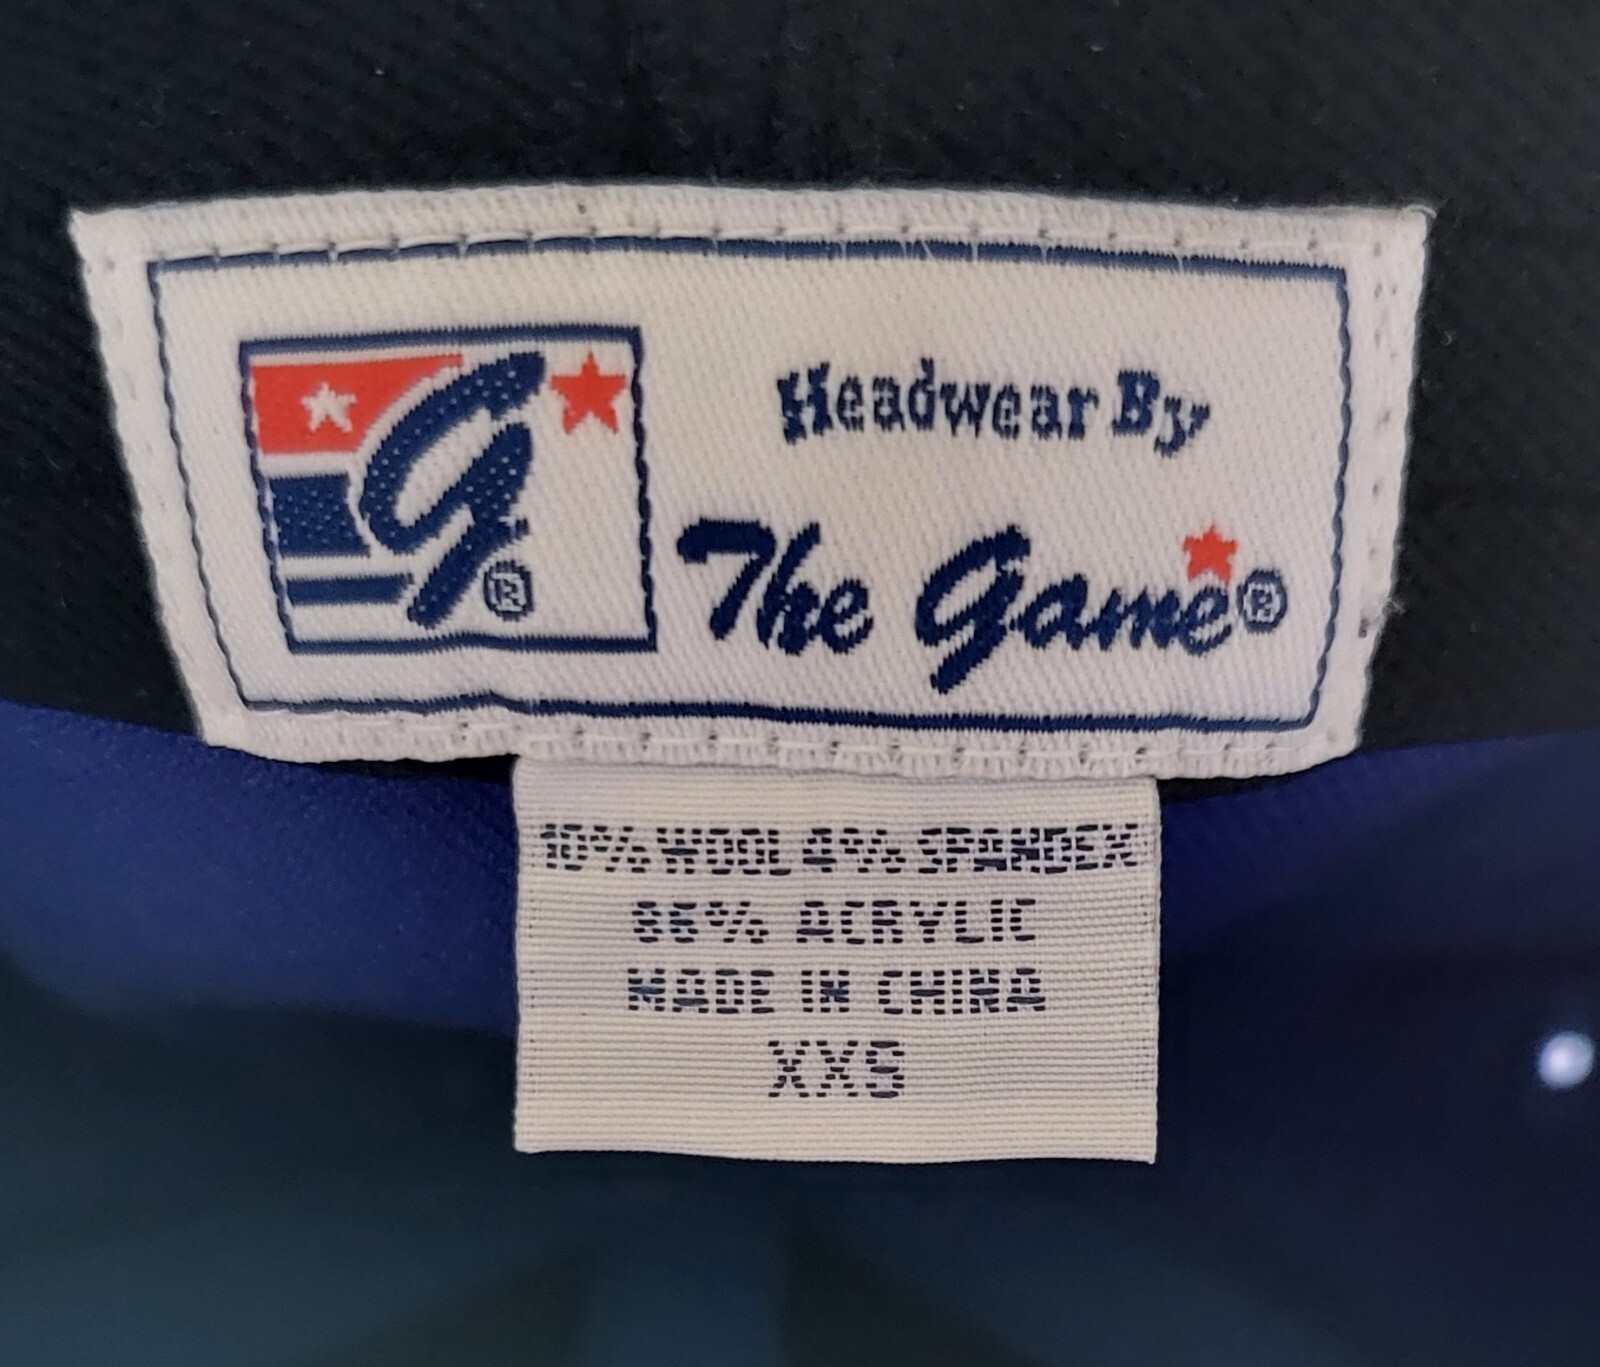 G®
Headwear By
The Game®
10% WOOL 4% SPANDEX
86% ACRYLIC
MADE IN CHINA
XXS